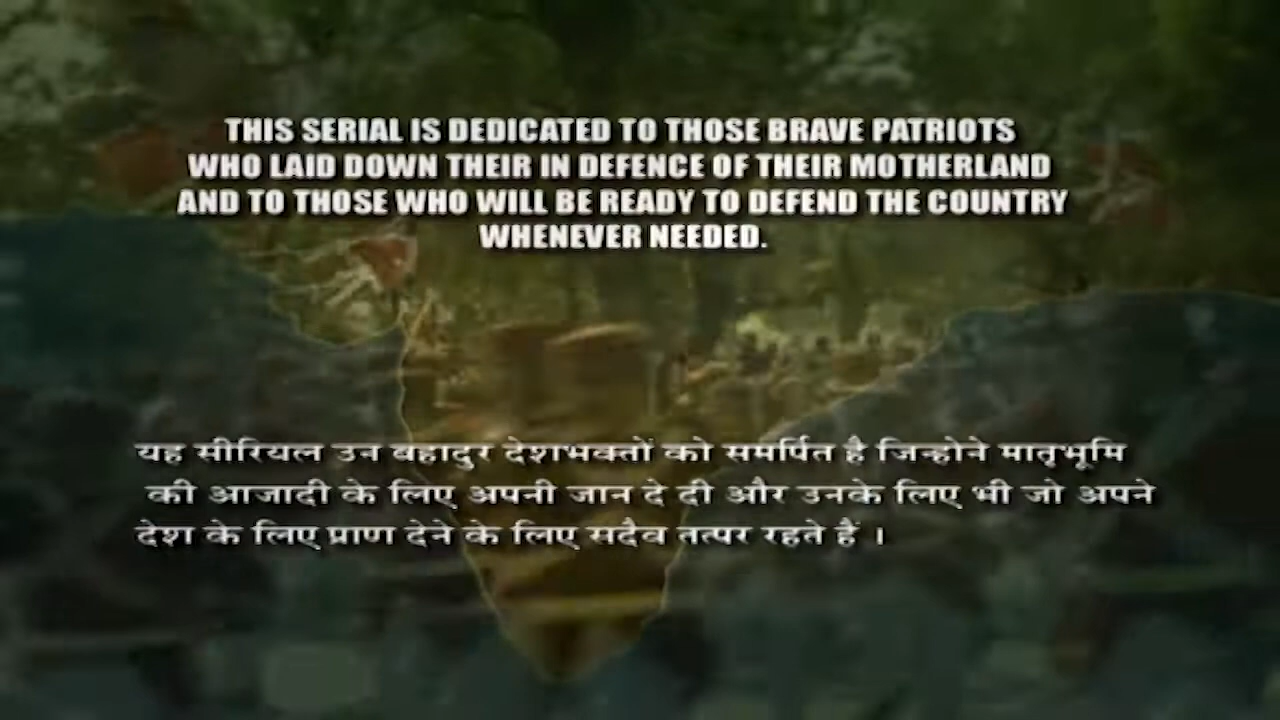 THIS SERIAL IS DEDICATED TO THOSE BRAVE PATRIOTS
WHO LAID DOWN THEIR IN DEFENCE OF THEIR MOTHERLAND
AND TO THOSE WHO WILL BE READY TO DEFEND THE COUNTRY
WHENEVER NEEDED.
यह सीरियल उन बहादुर देशभक्तों को समर्पित है जिन्होने मातृभूमि
की आजादी के लिए अपनी जान दे दी और उनके लिए भी जो अपने
देश के लिए प्राण देने के लिए सदैव तत्पर रहते हैं ।